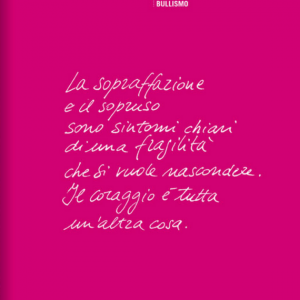 BULLISMO
La sopraffazione
e il sopruso
sono sintomi chiari
di una fragilità
che si vuole nascondere.
Il coraggio è tutta
un'altra cosa.